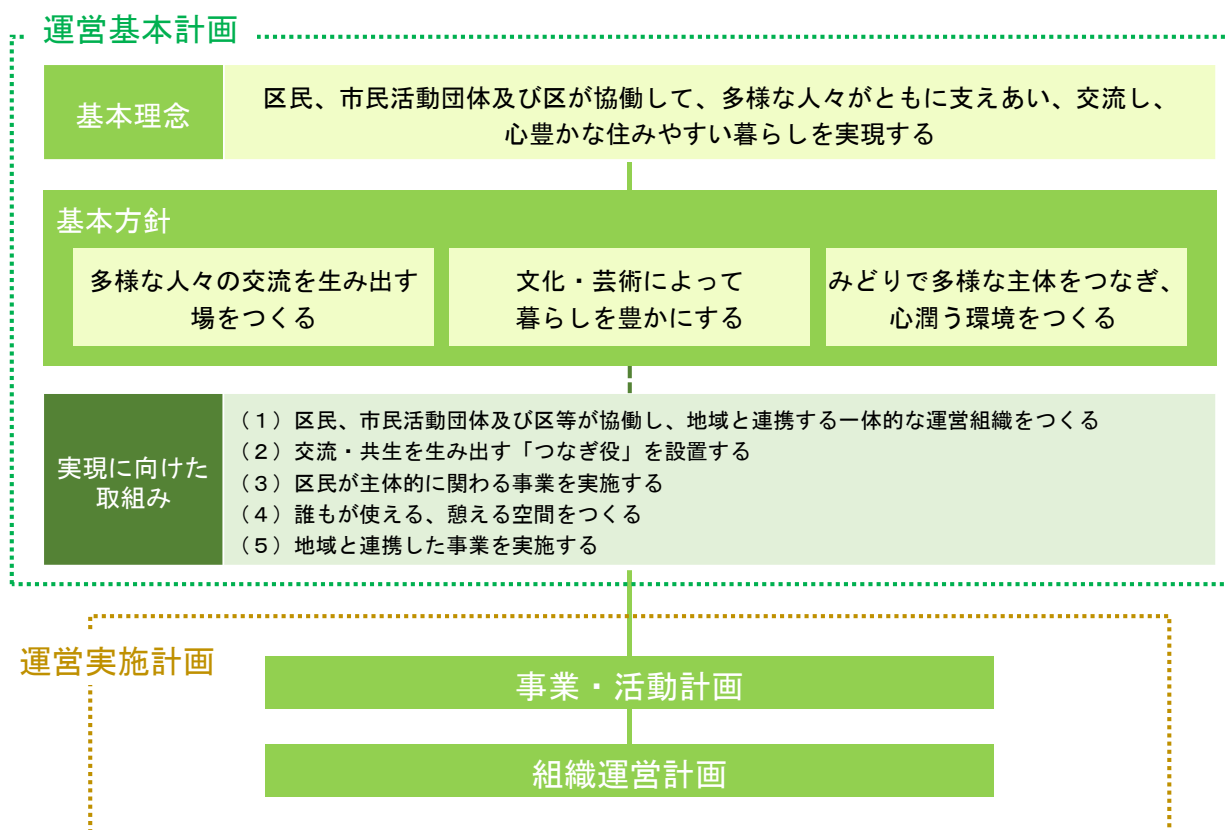 運営基本計画
基本理念
区民、市民活動団体及び区が協働して、多様な人々がともに支えあい、交流し、
心豊かな住みやすい暮らしを実現する
基本方針
多様な人々の交流を生み出す
場をつくる
文化・芸術によって
暮らしを豊かにする
みどりで多様な主体をつなぎ、
心潤う環境をつくる
実現に向けた
取組み
（１）区民、市民活動団体及び区等が協働し、地域と連携する一体的な運営組織をつくる
（２）交流・共生を生み出す「つなぎ役」を設置する
（３）区民が主体的に関わる事業を実施する
（４）誰もが使える、憩える空間をつくる
（５）地域と連携した事業を実施する
運営実施計画
事業・活動計画
組織運営計画